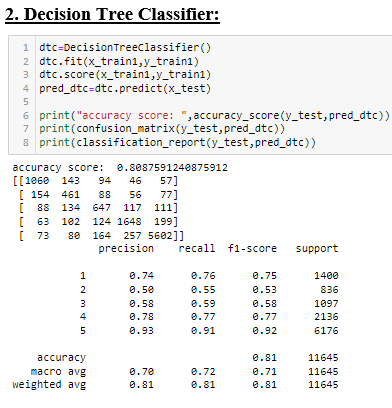 2. Decision Tree Classifier:
1 dtc=DecisionTreeClassifier()
2 dtc.fit(x_train1,y_train1)
3 dtc.score(x_train1,y_train1)
4 pred_dtc=dtc.predict(x_test)
5
6 print("accuracy score: ",accuracy_score(y_test,pred_dtc))
7 print(confusion_matrix(y_test,pred_dtc))
8 print(classification_report(y_test,pred_dtc))
accuracy score:  0.8087591240875912
[[1060 143 94 46 57]
[ 154 461 88 56 77]
[ 88 134 647 117 111]
[ 63 102 124 1648 199]
[ 73 80 164 257 5602]]
precision recall f1-score support
1 0.74 0.76 0.75 1400
2 0.50 0.55 0.53 836
3 0.58 0.59 0.58 1097
4 0.78 0.77 0.77 2136
5 0.93 0.91 0.92 6176
accuracy 0.81 11645
macro avg 0.70 0.72 0.71 11645
weighted avg 0.81 0.81 0.81 11645